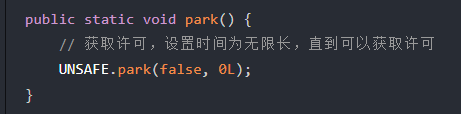 public static void park() {
// 获取许可，设置时间为无限长，直到可以获取许可
UNSAFE.park(false, 0L);
}